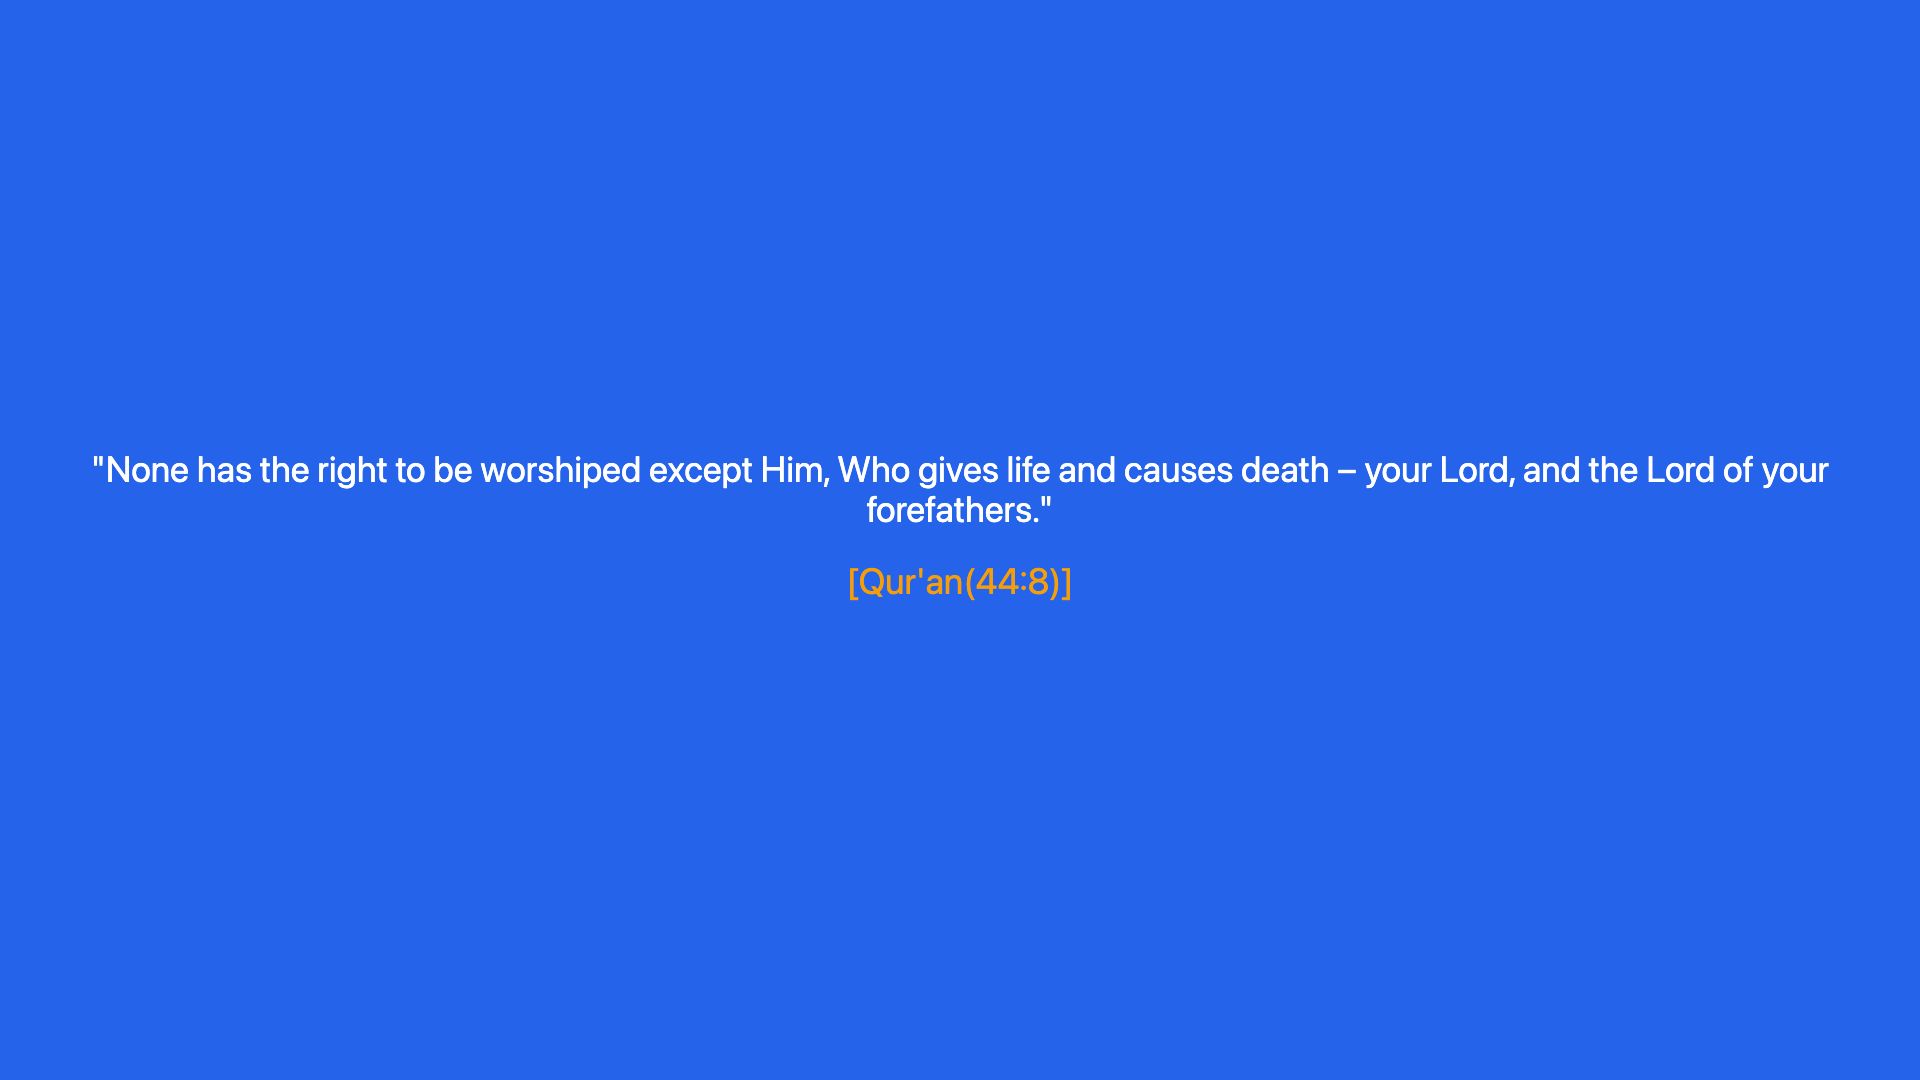 "None has the right to be worshiped except Him, Who gives life and causes death – your Lord, and the Lord of your
forefathers."
[Qur'an(44:8)]